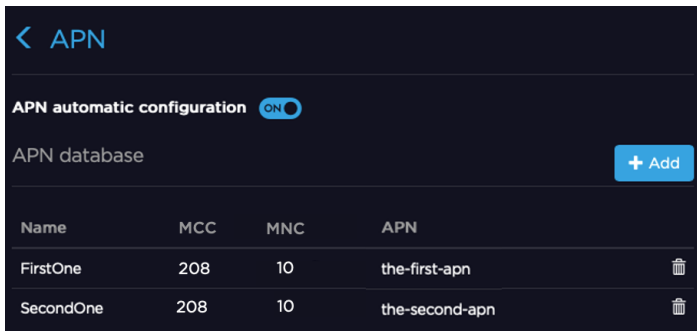 APN
APN automatic configuration ON
APN database
+ Add
Name MCC MNC APN
FirstOne 208 10 the-first-apn
SecondOne 208 10 the-second-apn